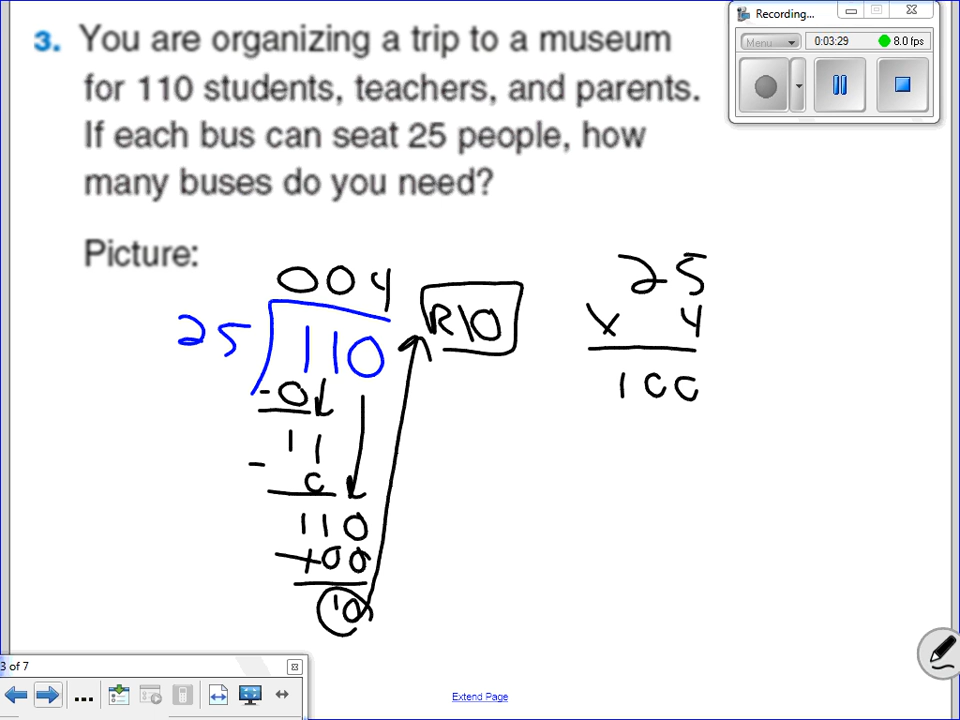 3. You are organizing a trip to a museum
for 110 students, teachers, and parents.
If each bus can seat 25 people, how
many buses do you need?
Picture:
004 R10
25 110
-0
11
- 0
110
-100
10
25
x 4
100
Recording...
Menu
00:03:29
8.0 fps
3 of 7
...
Extend Page